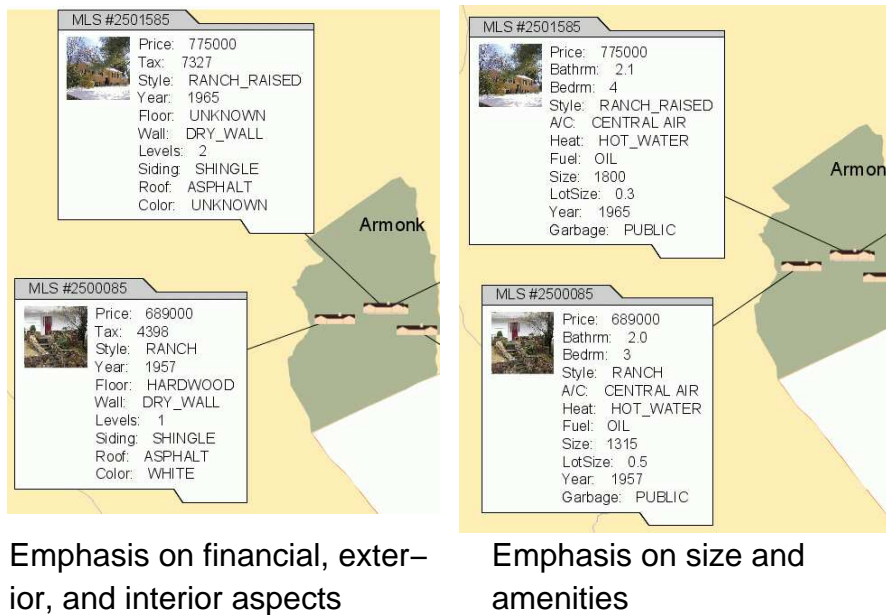 MLS #2501585
Price: 775000
Tax: 7327
Style: RANCH_RAISED
Year: 1965
Floor: UNKNOWN
Wall: DRY_WALL
Levels: 2
Siding: SHINGLE
Roof: ASPHALT
Color: UNKNOWN
Armonk
MLS #2500085
Price: 689000
Tax: 4398
Style: RANCH
Year: 1957
Floor: HARDWOOD
Wall: DRY_WALL
Levels: 1
Siding: SHINGLE
Roof: ASPHALT
Color: WHITE
Emphasis on financial, exter–
ior, and interior aspects
MLS #2501585
Price: 775000
Bathrm: 2.1
Bedrm: 4
Style: RANCH_RAISED
A/C: CENTRAL AIR
Heat: HOT_WATER
Fuel: OIL
Size: 1800
LotSize: 0.3
Year: 1965
Garbage: PUBLIC
Armon
MLS #2500085
Price: 689000
Bathrm: 2.0
Bedrm: 3
Style: RANCH
A/C: CENTRAL AIR
Heat: HOT_WATER
Fuel: OIL
Size: 1315
LotSize: 0.5
Year: 1957
Garbage: PUBLIC
Emphasis on size and
amenities